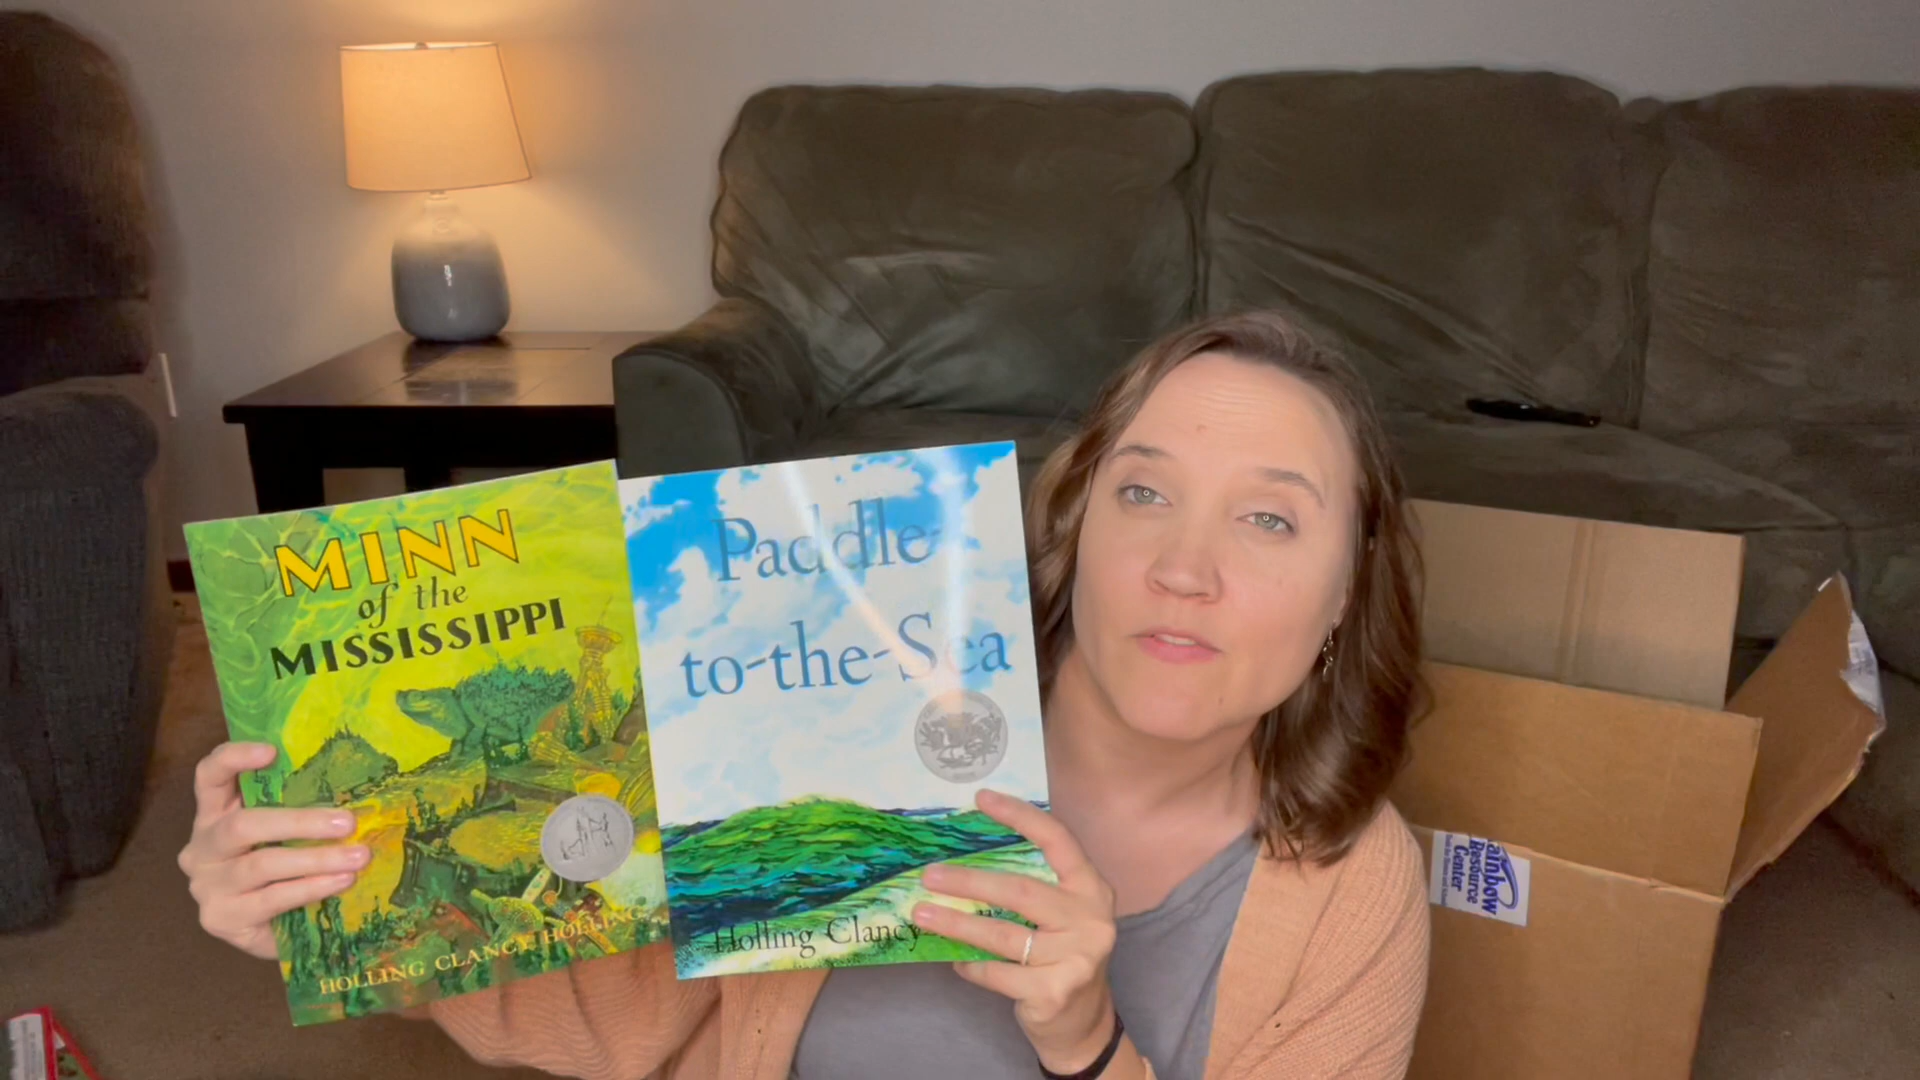 MINN
of the
MISSISSIPPI
HOLLING CLANCY HOLLING
Paddle-
to-the-Sea
Holling Clancy
Rainbow
Resource
Center